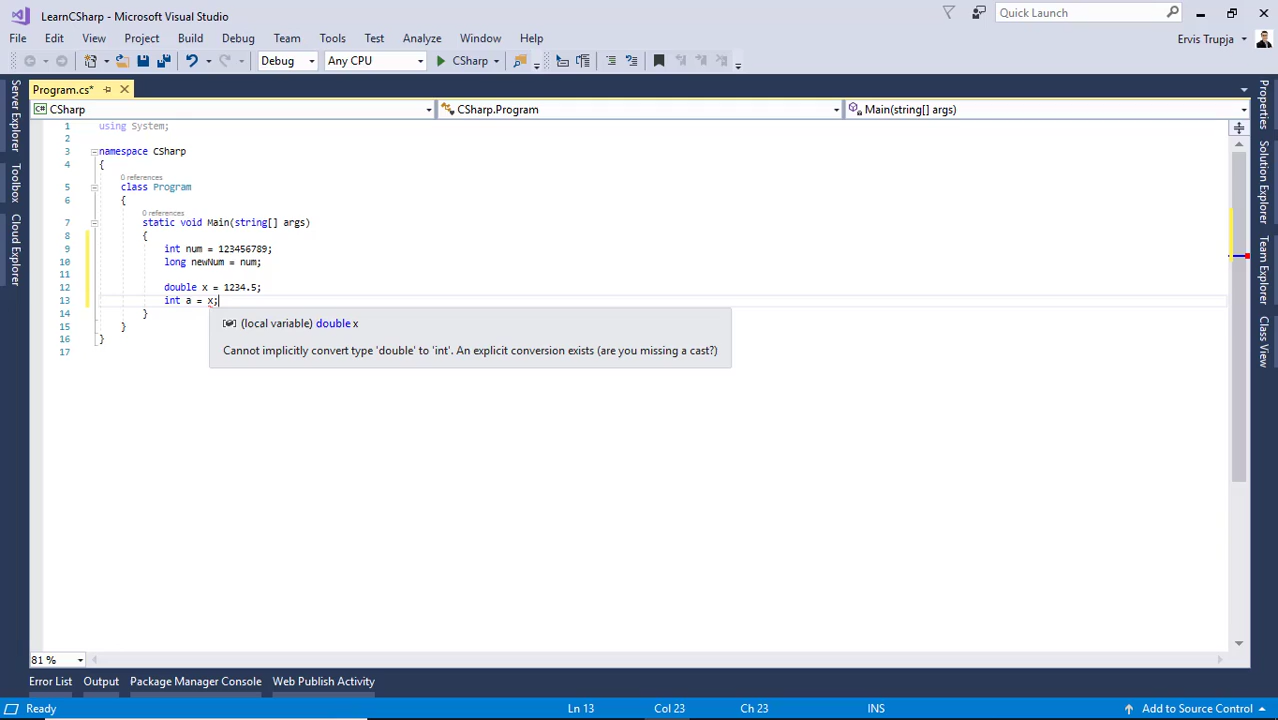 LearnCSharp - Microsoft Visual Studio
Quick Launch
File Edit View Project Build Debug Team Tools Test Analyze Window Help
Ervis Trupja
Debug Any CPU CSharp
Program.cs*
CSharp CSharp.Program Main(string[] args)
Server Explorer
Toolbox
Cloud Explorer
1 using System;
2
3 namespace CSharp
4 {
0 references
5 class Program
6 {
0 references
7 static void Main(string[] args)
8 {
9 int num = 123456789;
10 long newNum = num;
11
12 double x = 1234.5;
13 int a = x;
14 }
15 }
16 }
17
(local variable) double x
Cannot implicitly convert type 'double' to 'int'. An explicit conversion exists (are you missing a cast?)
Properties
Solution Explorer
Team Explorer
Class View
81 %
Error List Output Package Manager Console Web Publish Activity
Ready Ln 13 Col 23 Ch 23 INS Add to Source Control